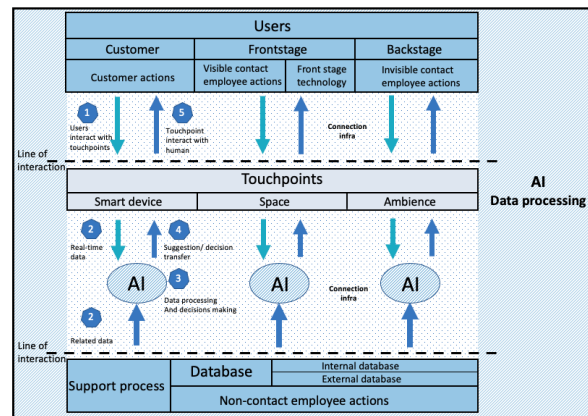 Users
Customer
Frontstage
Backstage
Customer actions
Visible contact
employee actions
Front stage
technology
Invisible contact
employee actions
1
Users
interact with
touchpoints
5
Touchpoint
interact with
human
Connection
infra
Line of
interaction
AI
Data processing
Touchpoints
Smart device
Space
Ambience
2
Real-time
data
4
Suggestion/ decision
transfer
AI
AI
AI
3
Data processing
And decisions making
Connection
infra
2
Related data
Line of
interaction
Support process
Database
Internal database
External database
Non-contact employee actions